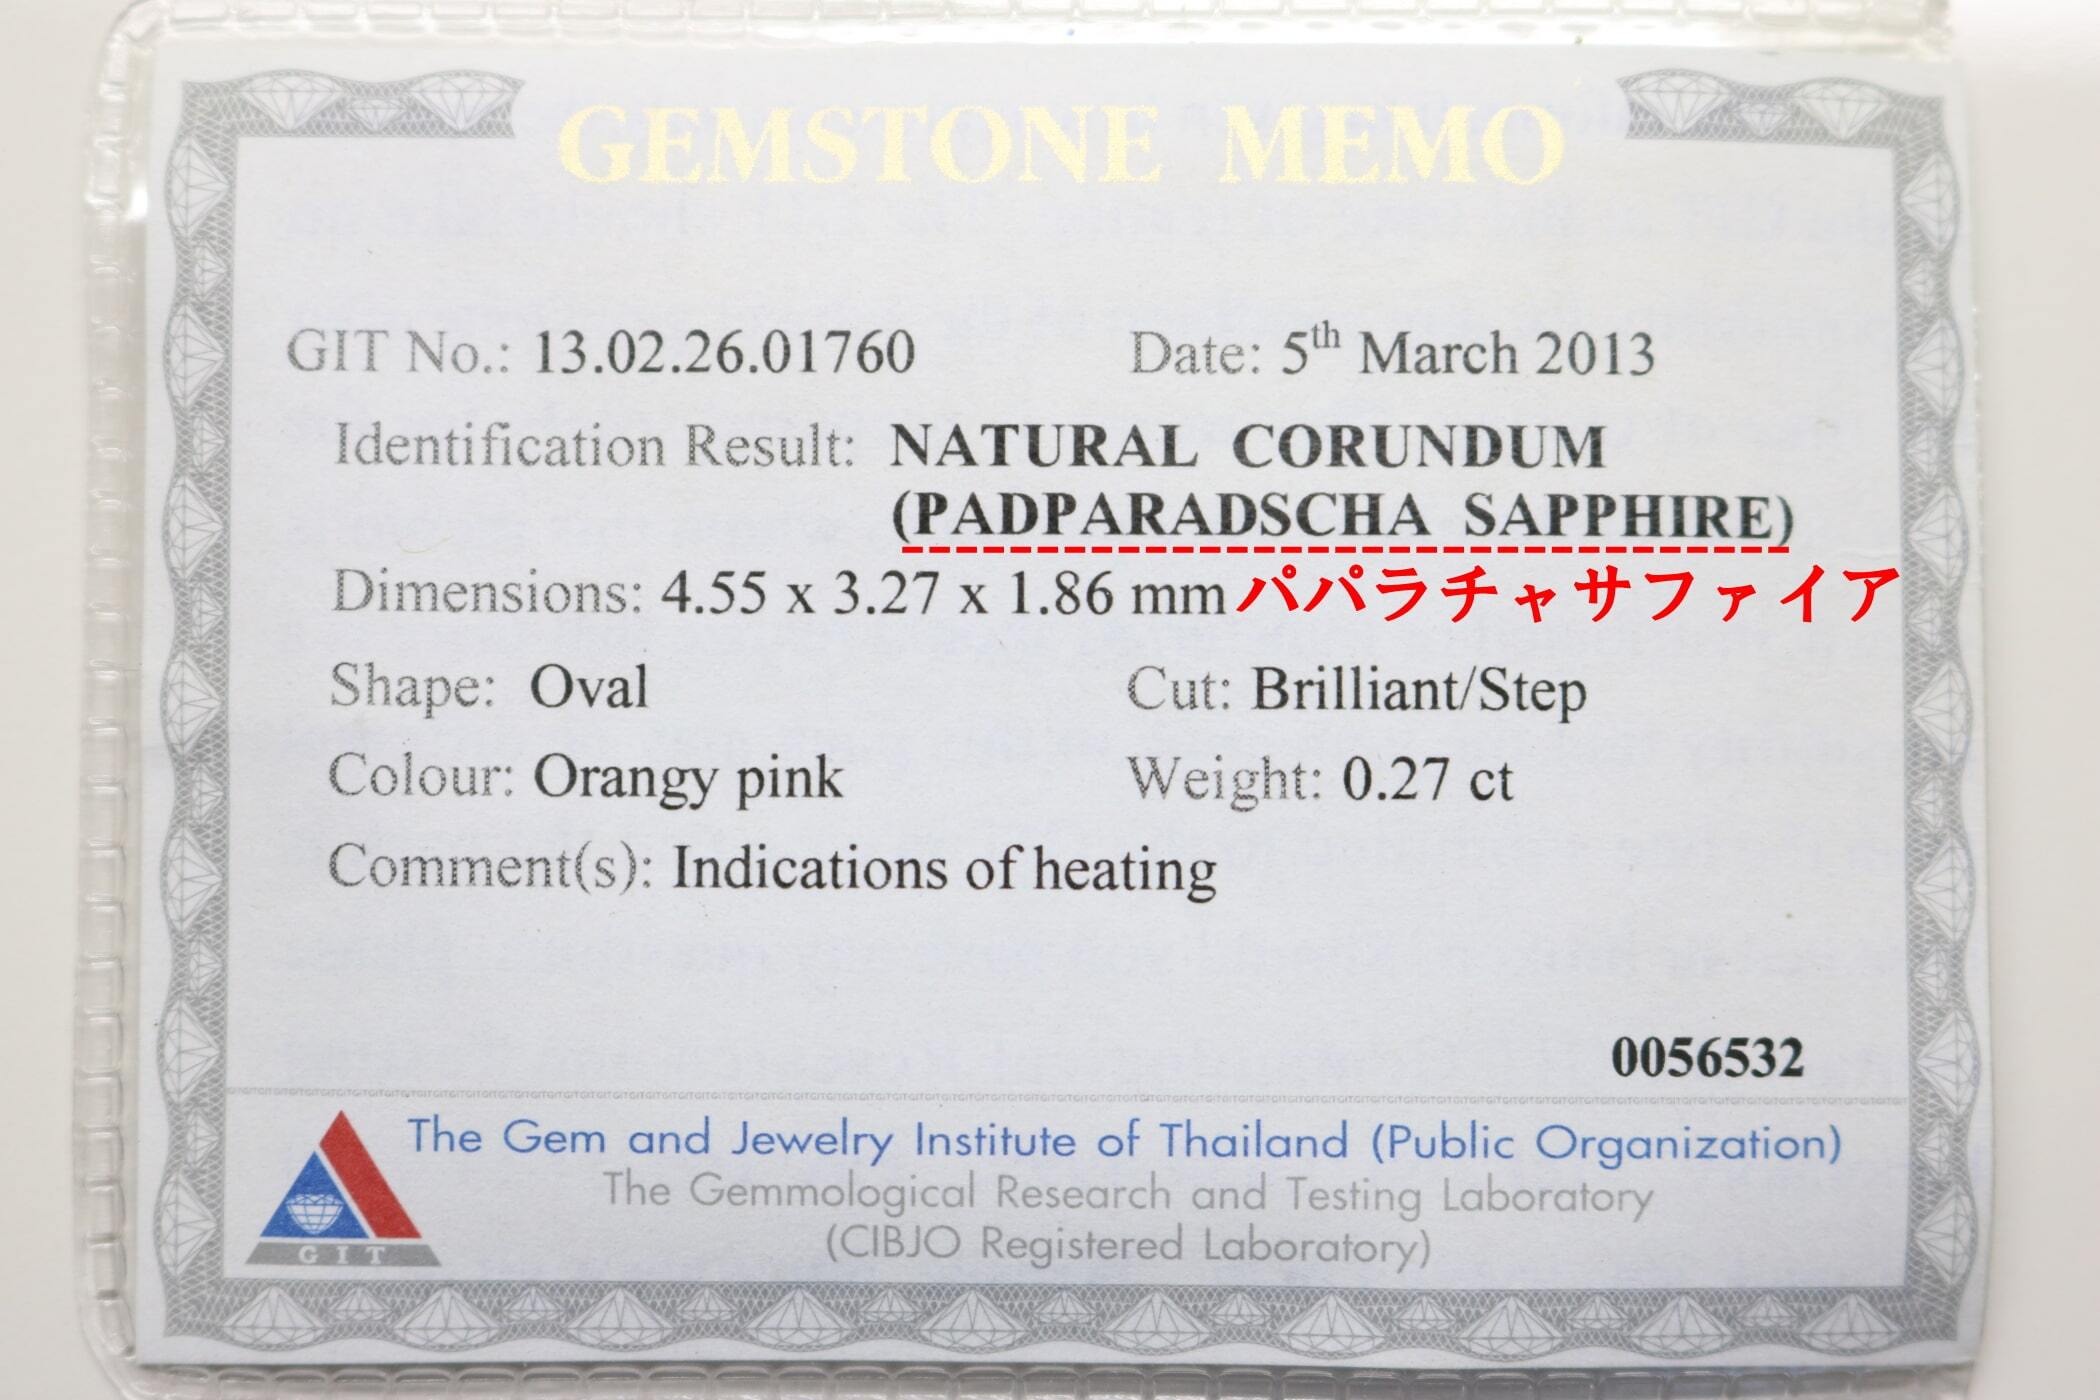 GEMSTONE MEMO
GIT No.: 13.02.26.01760 Date: 5th March 2013
Identification Result: NATURAL CORUNDUM
(PADPARADSCHA SAPPHIRE)
Dimensions: 4.55 x 3.27 x 1.86 mm パパラチャサファイア
Shape: Oval Cut: Brilliant/Step
Colour: Orangy pink Weight: 0.27 ct
Comment(s): Indications of heating
0056532
The Gem and Jewelry Institute of Thailand (Public Organization)
The Gemmological Research and Testing Laboratory
(CIBJO Registered Laboratory)
GIT